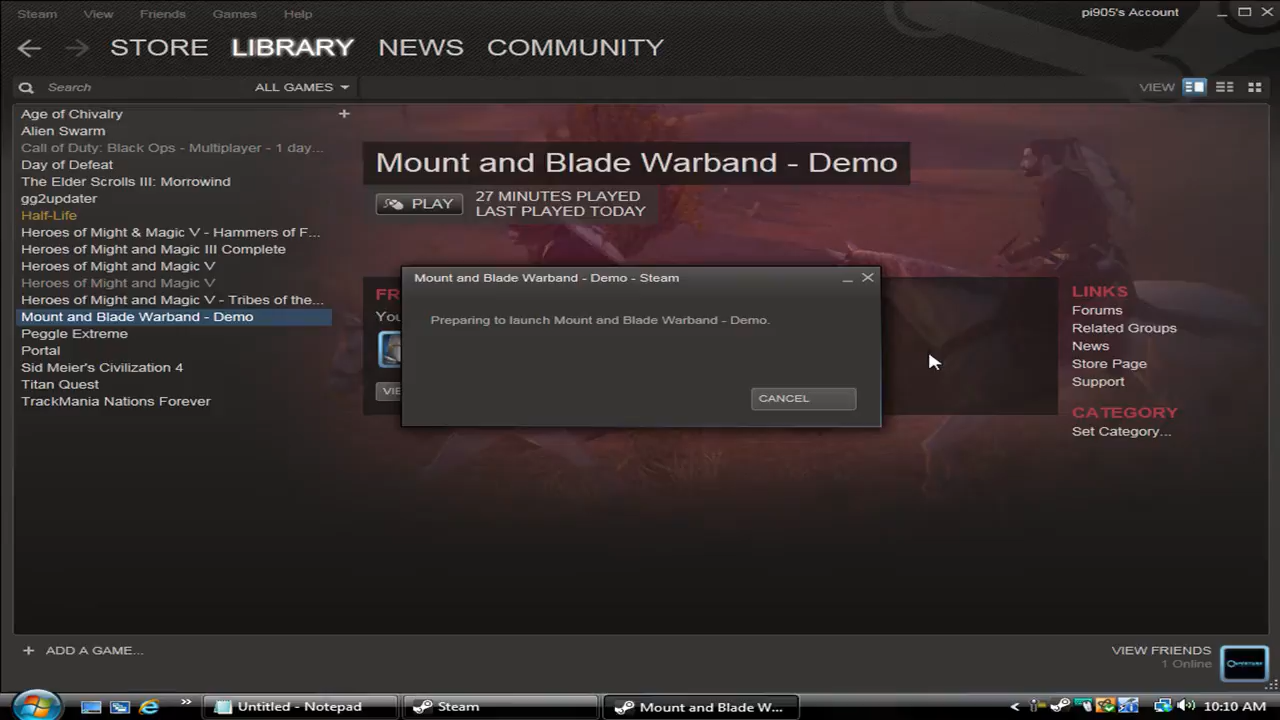 Steam View Friends Games Help pi905's Account
STORE LIBRARY NEWS COMMUNITY
Search ALL GAMES VIEW
Age of Chivalry
Alien Swarm
Call of Duty: Black Ops - Multiplayer - 1 day...
Day of Defeat
The Elder Scrolls III: Morrowind
gg2updater
Half-Life
Heroes of Might & Magic V - Hammers of F...
Heroes of Might and Magic III Complete
Heroes of Might and Magic V
Heroes of Might and Magic V
Heroes of Might and Magic V - Tribes of the...
Mount and Blade Warband - Demo
Peggle Extreme
Portal
Sid Meier's Civilization 4
Titan Quest
TrackMania Nations Forever
Mount and Blade Warband - Demo
PLAY
27 MINUTES PLAYED
LAST PLAYED TODAY
FR
You
VIE
Mount and Blade Warband - Demo - Steam
Preparing to launch Mount and Blade Warband - Demo.
CANCEL
LINKS
Forums
Related Groups
News
Store Page
Support
CATEGORY
Set Category...
+ ADD A GAME...
VIEW FRIENDS
1 Online
Untitled - Notepad Steam Mount and Blade W... 10:10 AM